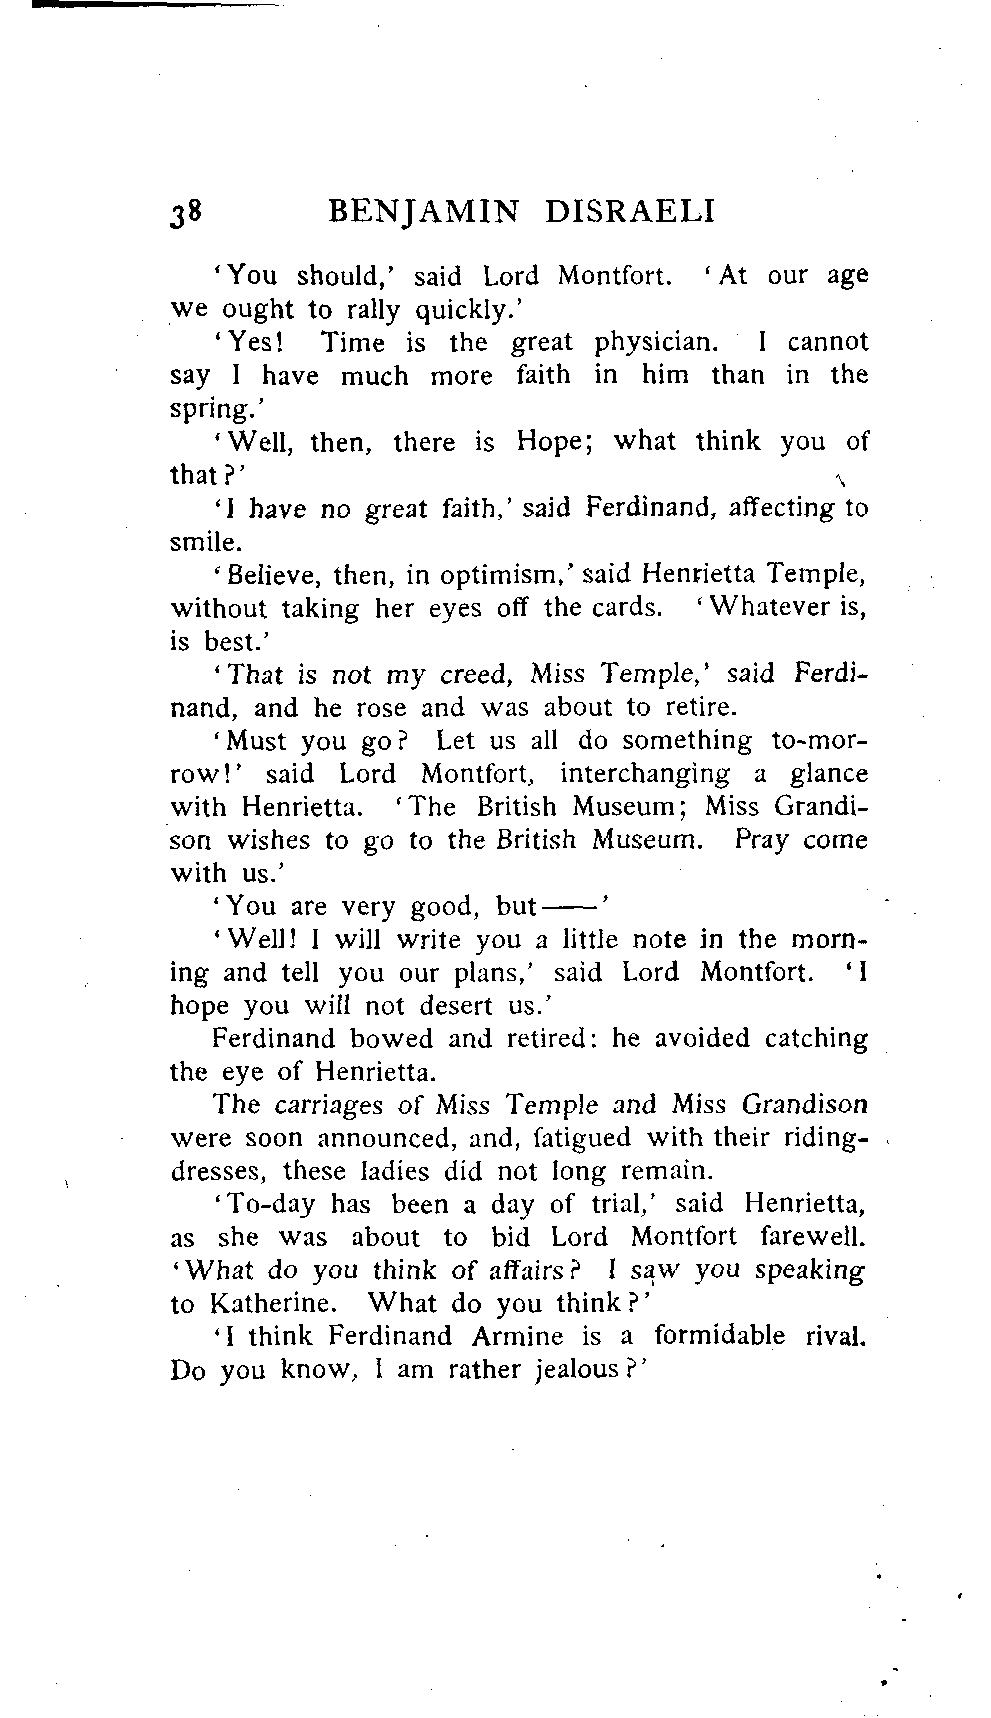 38 BENJAMIN DISRAELI
‘You should,’ said Lord Montfort. ‘At our age
we ought to rally quickly.’
‘Yes! Time is the great physician. I cannot
say I have much more faith in him than in the
spring.’
‘Well, then, there is Hope; what think you of
that?’
‘I have no great faith,’ said Ferdinand, affecting to
smile.
‘Believe, then, in optimism,’ said Henrietta Temple,
without taking her eyes off the cards. ‘Whatever is,
is best.’
‘That is not my creed, Miss Temple,’ said Ferdi-
nand, and he rose and was about to retire.
‘Must you go? Let us all do something to-mor-
row!’ said Lord Montfort, interchanging a glance
with Henrietta. ‘The British Museum; Miss Grandi-
son wishes to go to the British Museum. Pray come
with us.’
‘You are very good, but——’
‘Well! I will write you a little note in the morn-
ing and tell you our plans,’ said Lord Montfort. ‘I
hope you will not desert us.’
Ferdinand bowed and retired: he avoided catching
the eye of Henrietta.
The carriages of Miss Temple and Miss Grandison
were soon announced, and, fatigued with their riding-
dresses, these ladies did not long remain.
‘To-day has been a day of trial,’ said Henrietta,
as she was about to bid Lord Montfort farewell.
‘What do you think of affairs? I saw you speaking
to Katherine. What do you think?’
‘I think Ferdinand Armine is a formidable rival.
Do you know, I am rather jealous?’